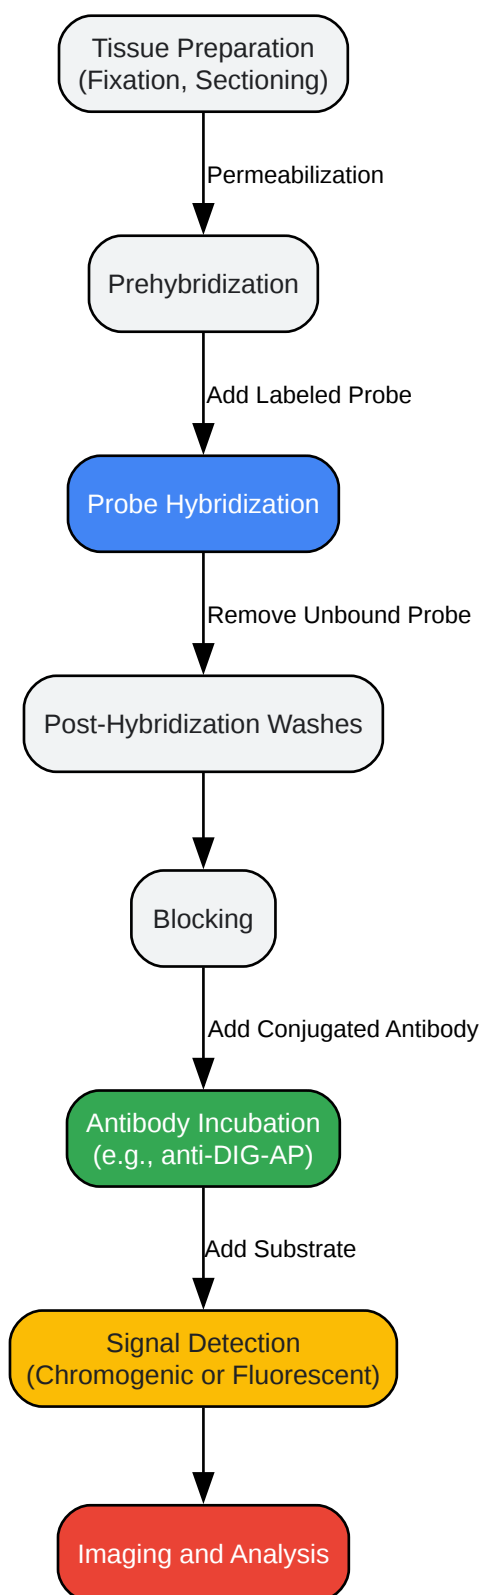 Tissue Preparation
(Fixation, Sectioning)
Permeabilization
Prehybridization
Add Labeled Probe
Probe Hybridization
Remove Unbound Probe
Post-Hybridization Washes
Blocking
Add Conjugated Antibody
Antibody Incubation
(e.g., anti-DIG-AP)
Add Substrate
Signal Detection
(Chromogenic or Fluorescent)
Imaging and Analysis